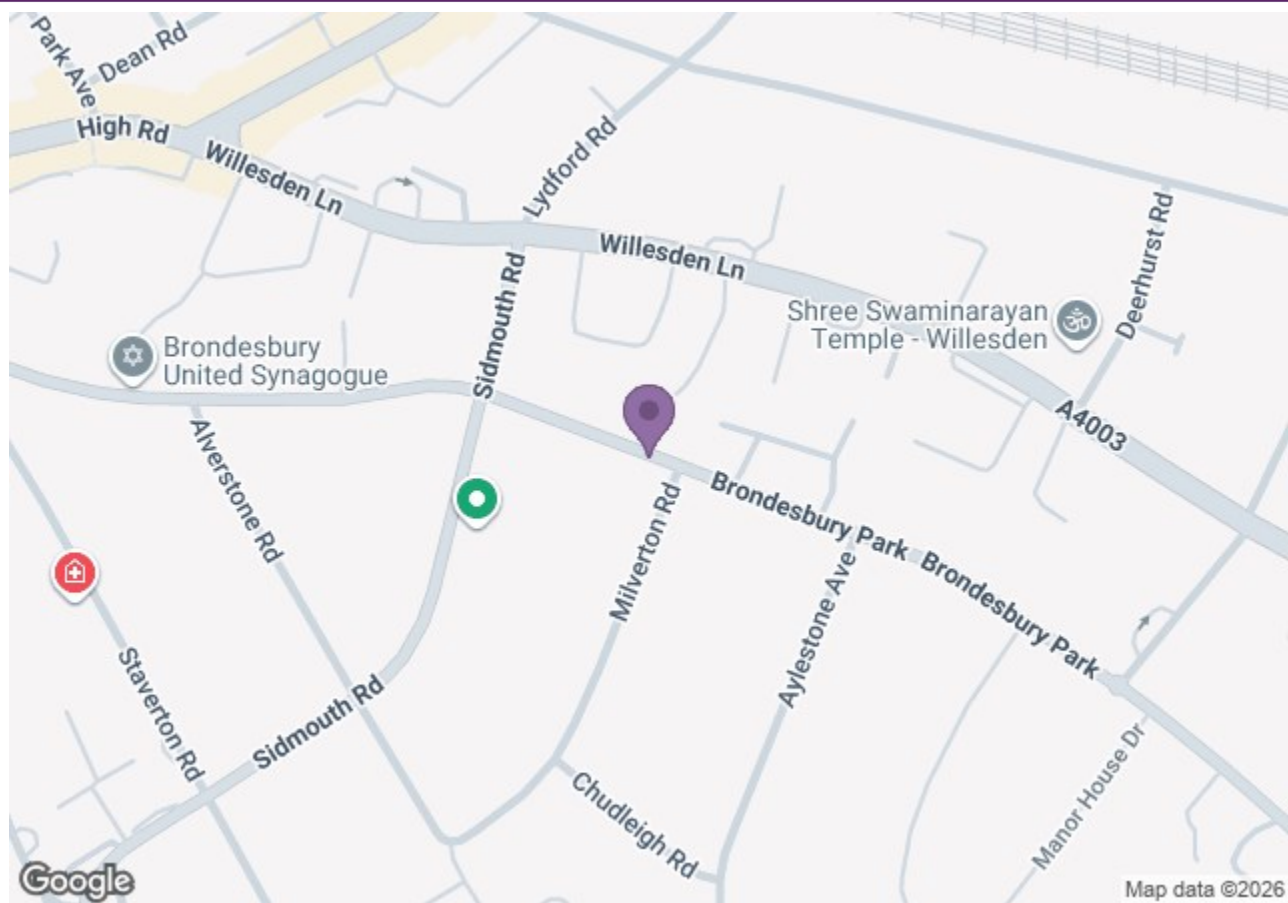 Park Ave
Dean Rd
High Rd
Willesden Ln
Lydford Rd
Willesden Ln
Deerhurst Rd
Shree Swaminarayan
Temple - Willesden
Sidmouth Rd
Brondesbury
United Synagogue
A4003
Alverstone Rd
Brondesbury Park
Milverton Rd
Brondesbury Park
Aylestone Ave
Staverton Rd
Sidmouth Rd
Manor House Dr
Chudleigh Rd
Google
Map data ©2026